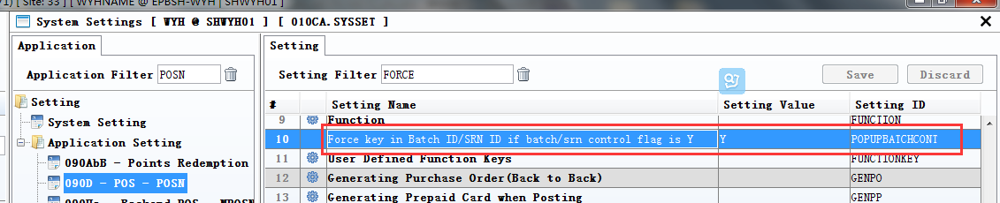 71) [ Site: 33 ] [ WYHNAME @ EPBSH-WYH | SHWYH01 ]
System Settings [ WYH @ SHWYH01 ] [ 010CA.SYSSET ]
Application
Setting
Application Filter POSN
Setting Filter FORCE
Save
Discard
Setting
System Setting
Application Setting
090AbB - Points Redemption
090D - POS - POSN
# Setting Name Setting Value Setting ID
9 Function FUNCTION
10 Force key in Batch ID/SRN ID if batch/srn control flag is Y Y POPUPBATCHCONT
11 User Defined Function Keys FUNCTIONKEY
12 Generating Purchase Order(Back to Back) GENPO
13 Generating Prepaid Card when Posting GENPP